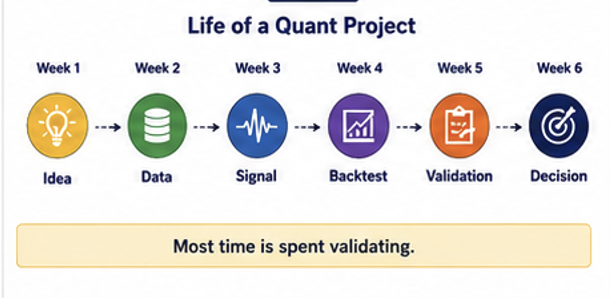 Life of a Quant Project
Week 1 Week 2 Week 3 Week 4 Week 5 Week 6
Idea Data Signal Backtest Validation Decision
Most time is spent validating.